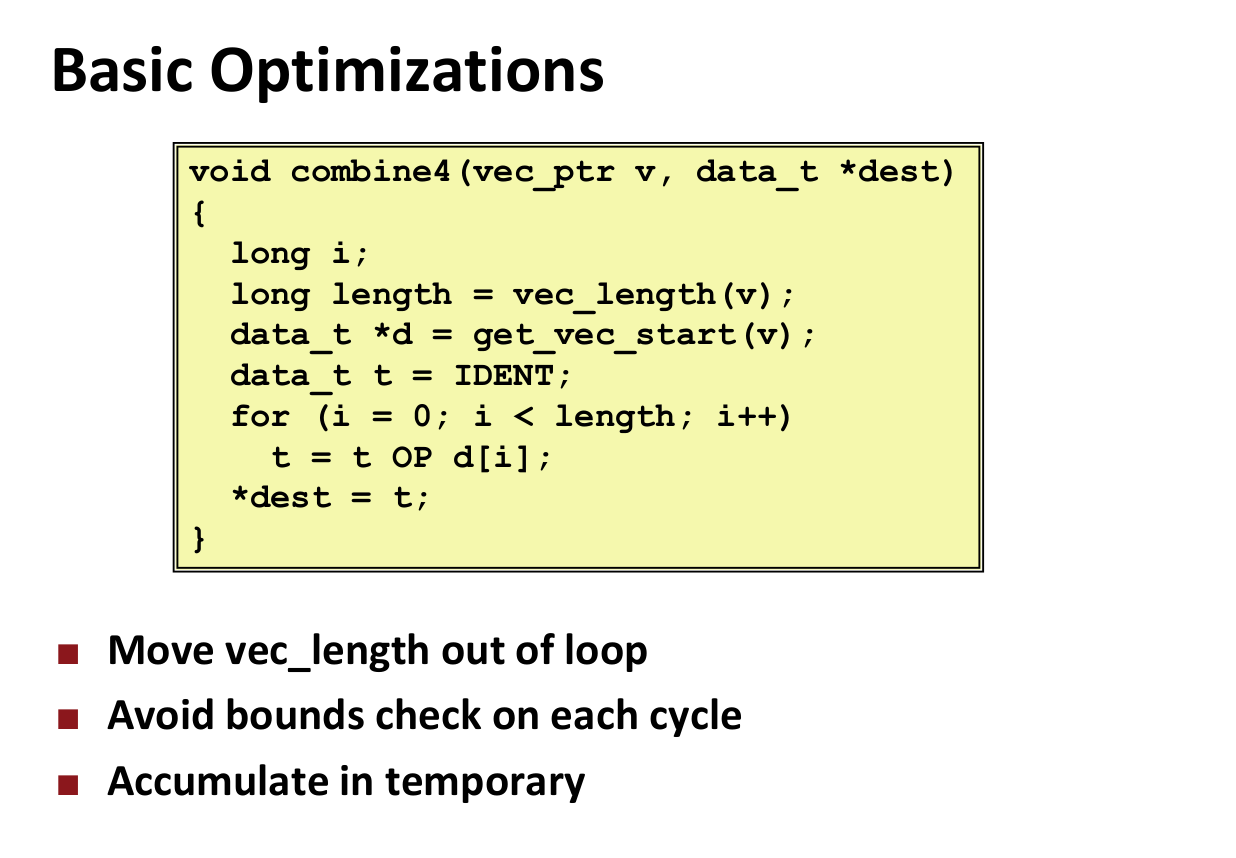 Basic Optimizations
void combine4(vec_ptr v, data_t *dest)
{
  long i;
  long length = vec_length(v);
  data_t *d = get_vec_start(v);
  data_t t = IDENT;
  for (i = 0; i < length; i++)
    t = t OP d[i];
  *dest = t;
}
■ Move vec_length out of loop
■ Avoid bounds check on each cycle
■ Accumulate in temporary